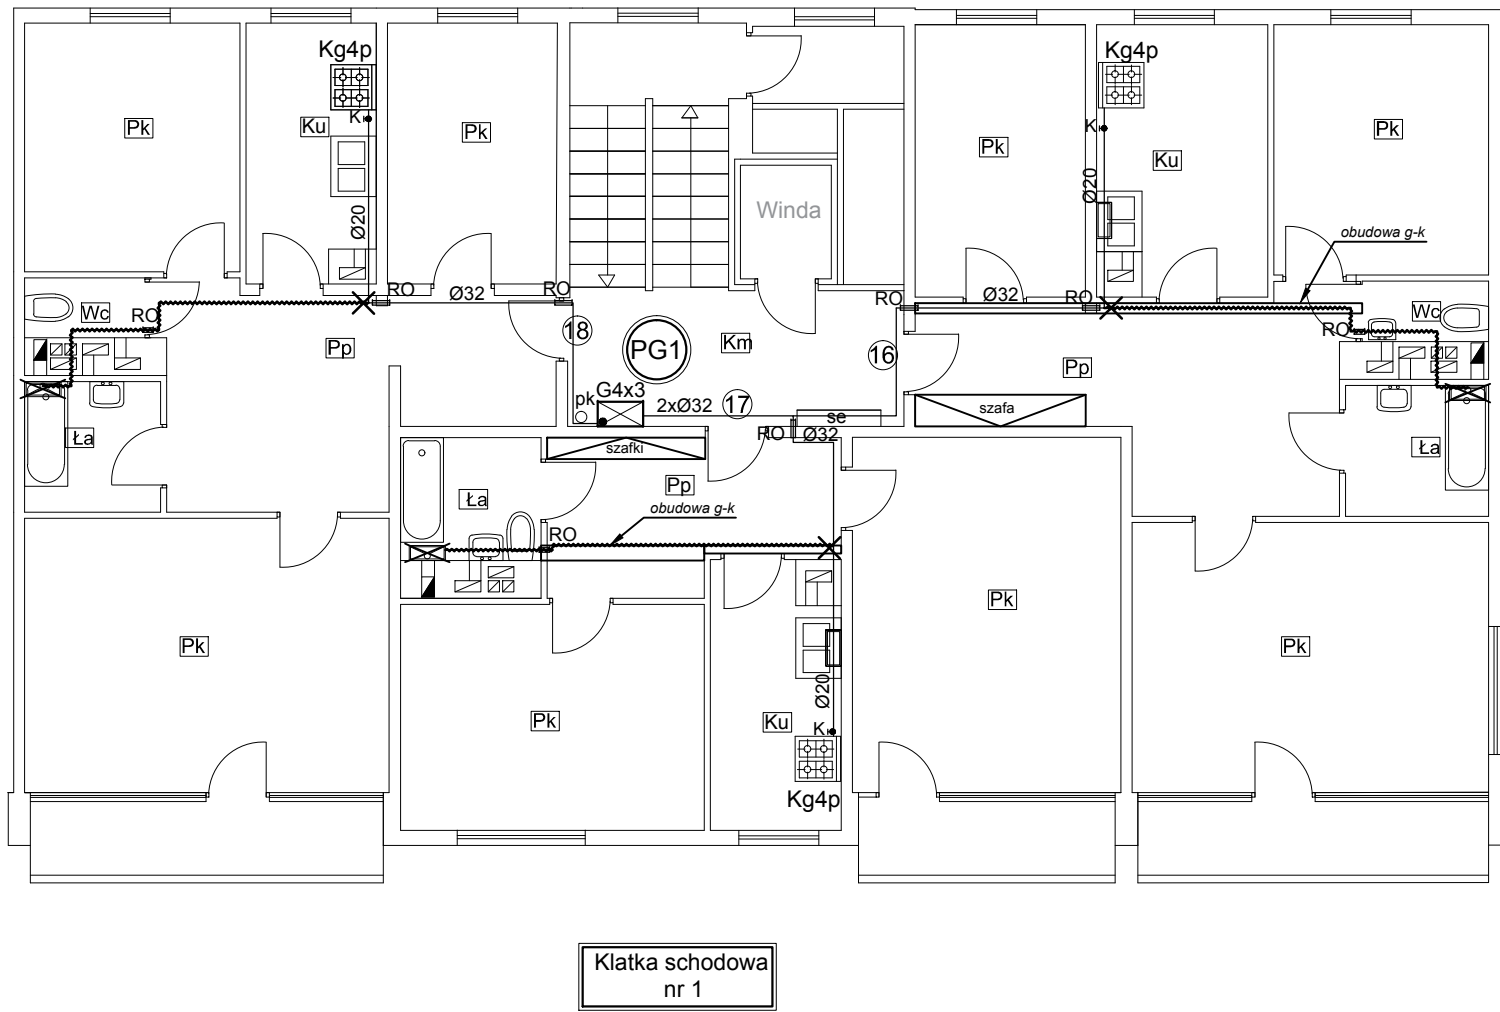 Kg4p
Kg4p
K
K
Pk
Ku
Pk
Pk
Ku
Pk
Ø20
Ø20
Winda
obudowa g-k
RO
Ø32
RO
RO
Ø32
RO
Wc
RO
18
PG1
Km
16
RO
Wc
Pp
Pp
pk
G4x3
2xØ32
17
se
szafa
RO
Ø32
Ła
szafki
Ła
Ła
Pp
obudowa g-k
RO
Pk
Pk
Pk
Ø20
Pk
Ku
K
Kg4p
Klatka schodowa
nr 1